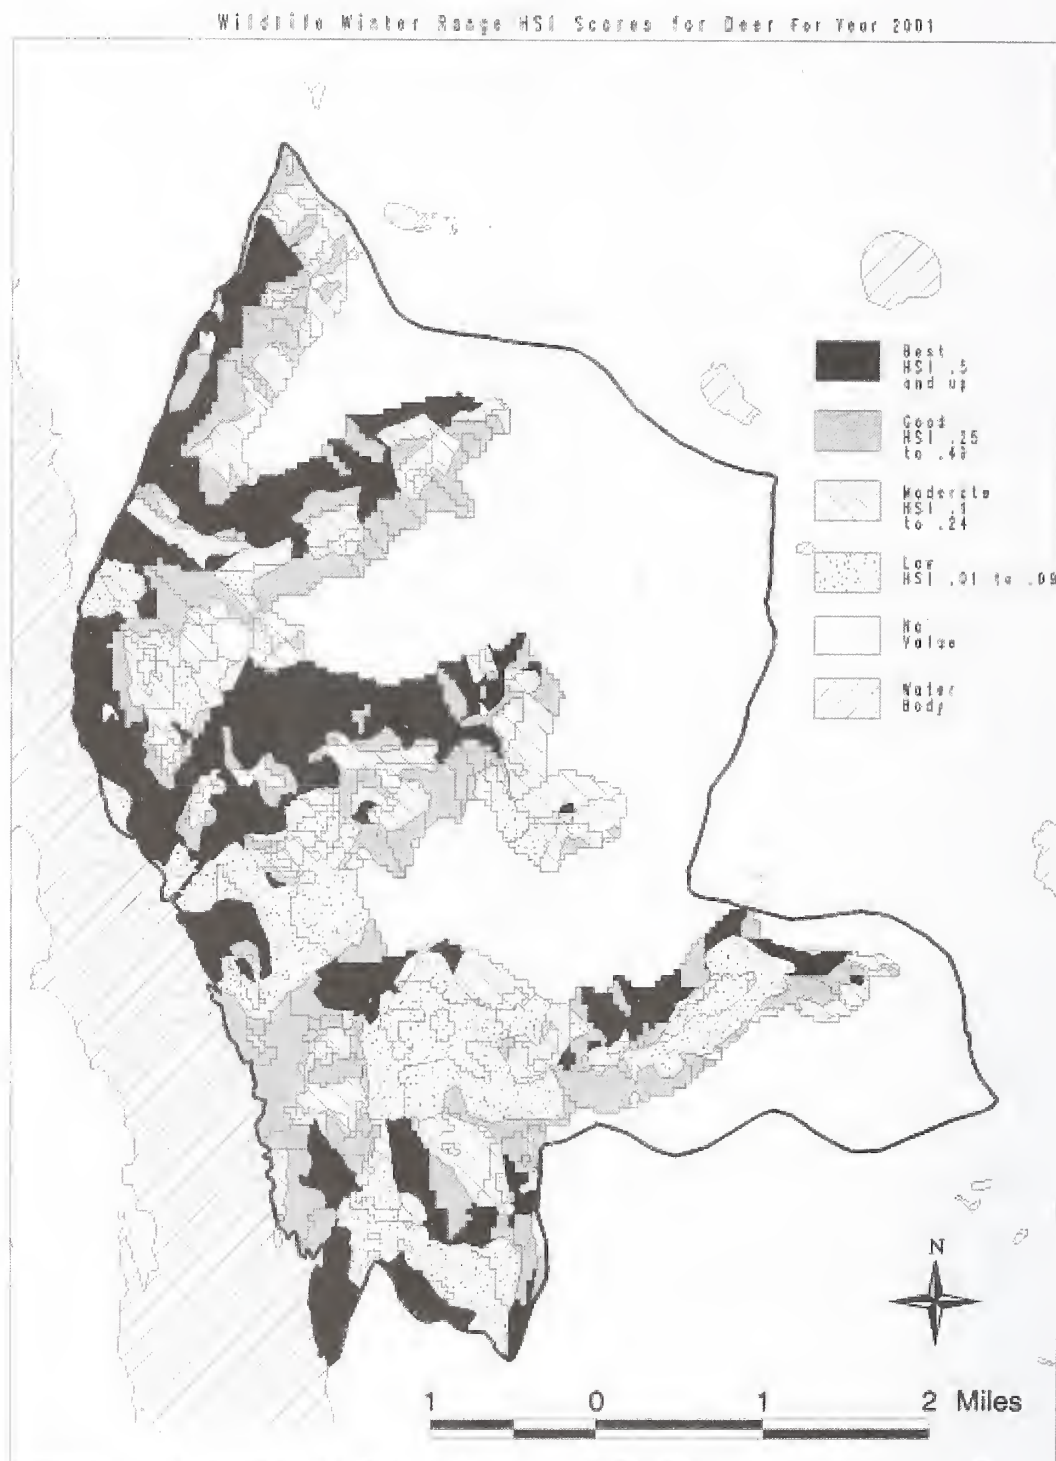 Wildlife Winter Range HSI Scores for Deer For Year 2001
Best
HSI .5
and up
Good
HSI .25
to .49
Moderate
HSI .1
to .24
Low
HSI .01 to .09
No
Value
Water
Body
N
1 0 1 2 Miles